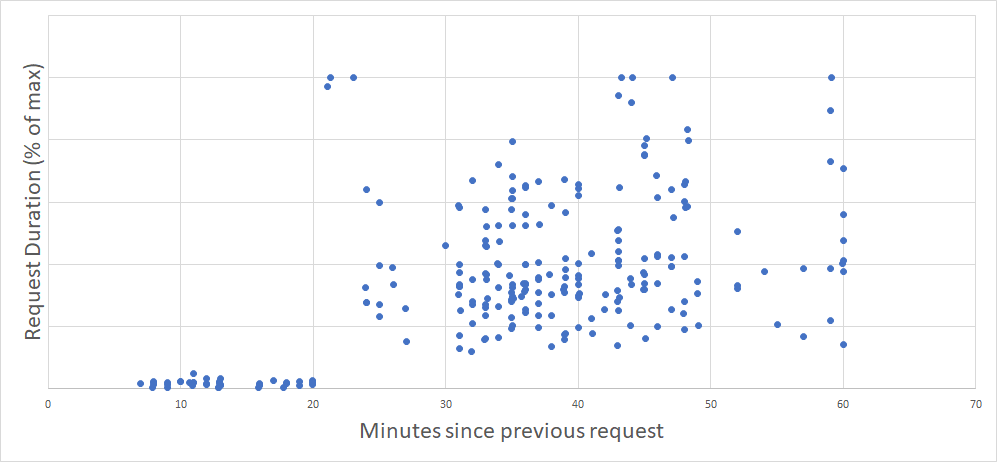 Request Duration (% of max)
0 10 20 30 40 50 60 70
Minutes since previous request